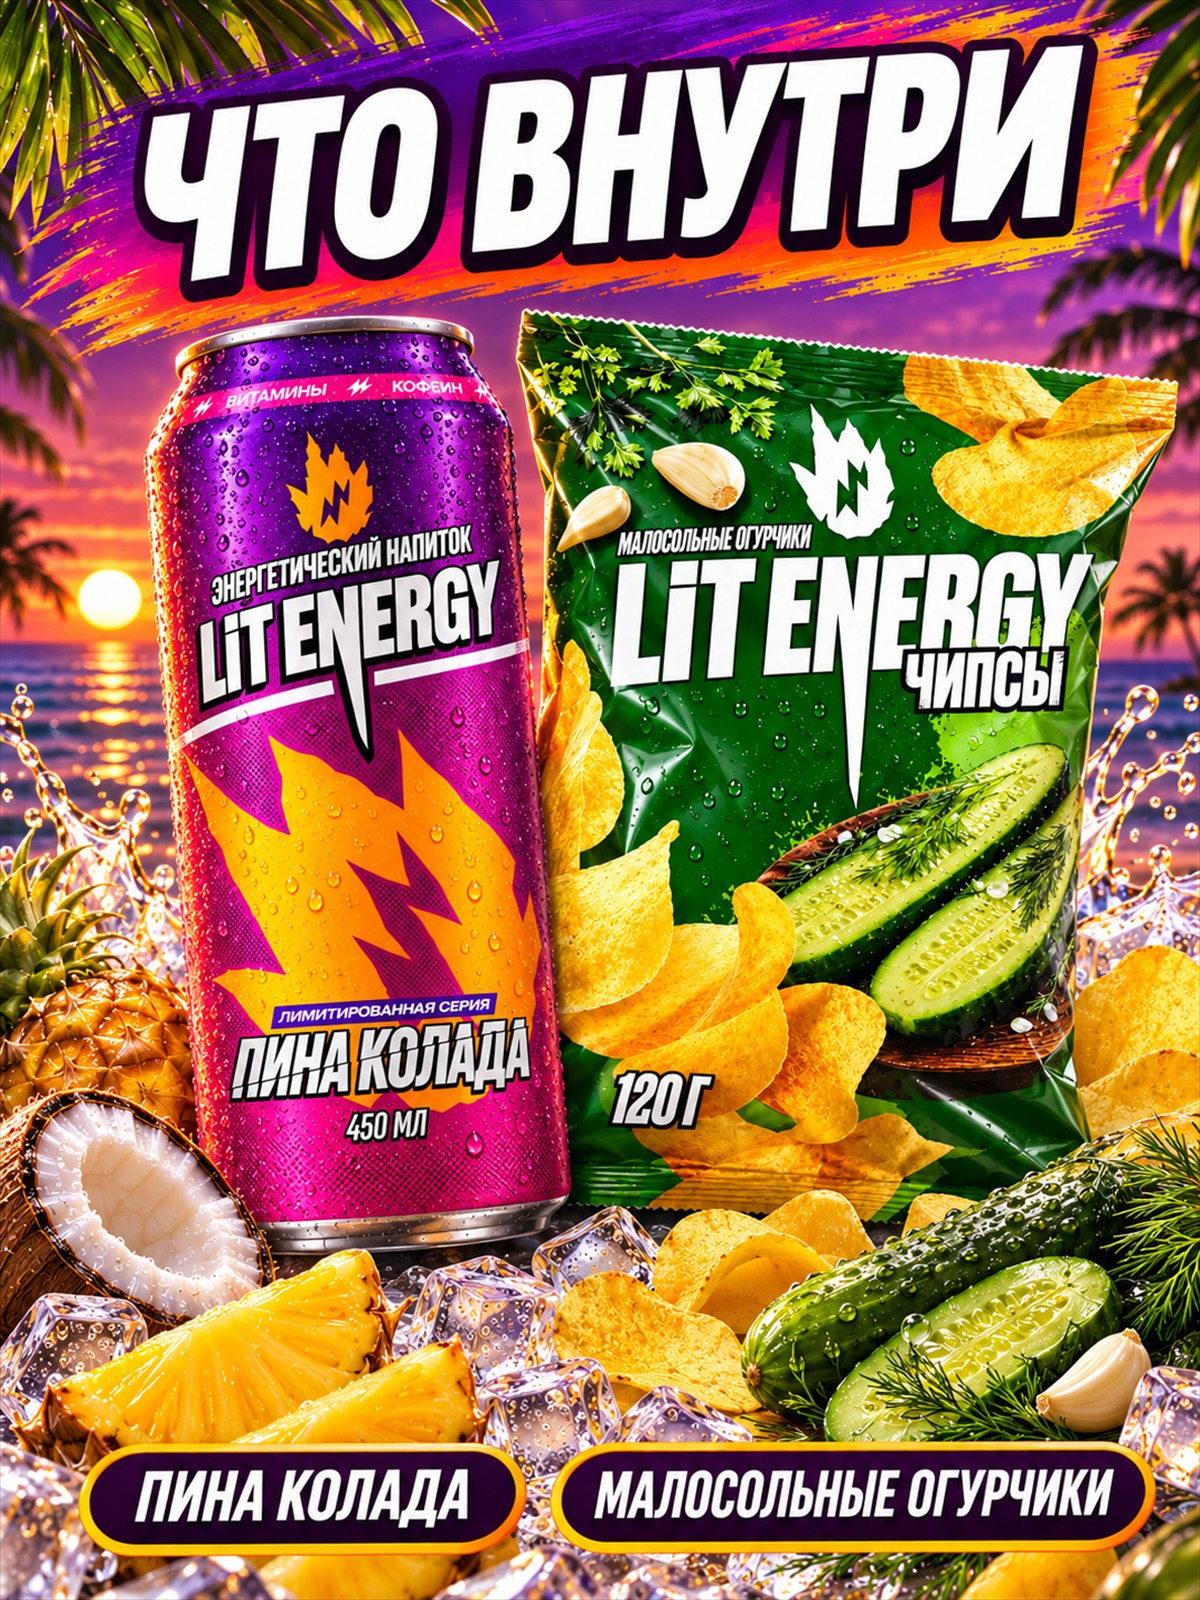 ЧТО ВНУТРИ
ВИТАМИНЫ КОФЕИН
ЭНЕРГЕТИЧЕСКИЙ НАПИТОК
LiT ENERGY
ЛИМИТИРОВАННАЯ СЕРИЯ
ПИНА КОЛАДА
450 МЛ
МАЛОСОЛЬНЫЕ ОГУРЧИКИ
LiT ENERGY
ЧИПСЫ
120 Г
ПИНА КОЛАДА
МАЛОСОЛЬНЫЕ ОГУРЧИКИ